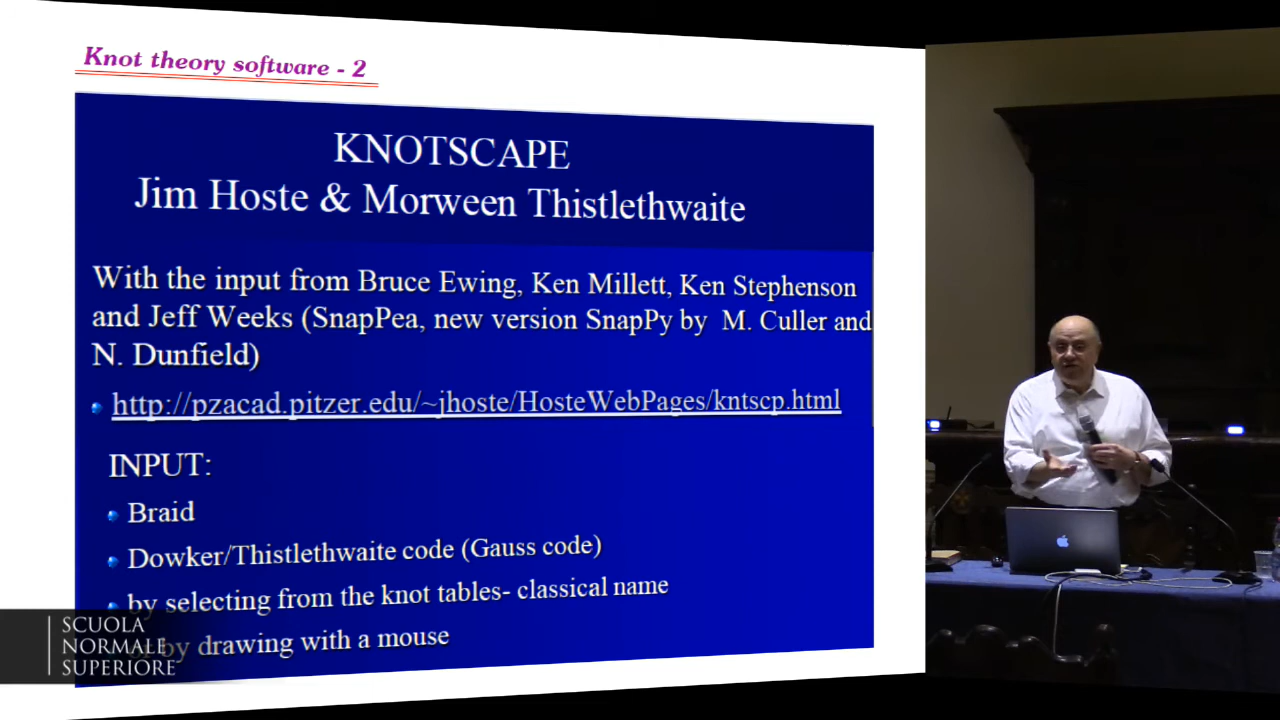 Knot theory software - 2
KNOTSCAPE
Jim Hoste & Morween Thistlethwaite
With the input from Bruce Ewing, Ken Millett, Ken Stephenson
and Jeff Weeks (SnapPea, new version SnapPy by M. Culler and
N. Dunfield)
http://pzacad.pitzer.edu/~jhoste/HosteWebPages/kntscp.html
INPUT:
Braid
Dowker/Thistlethwaite code (Gauss code)
by selecting from the knot tables- classical name
or by drawing with a mouse
SCUOLA
NORMALE
SUPERIORE